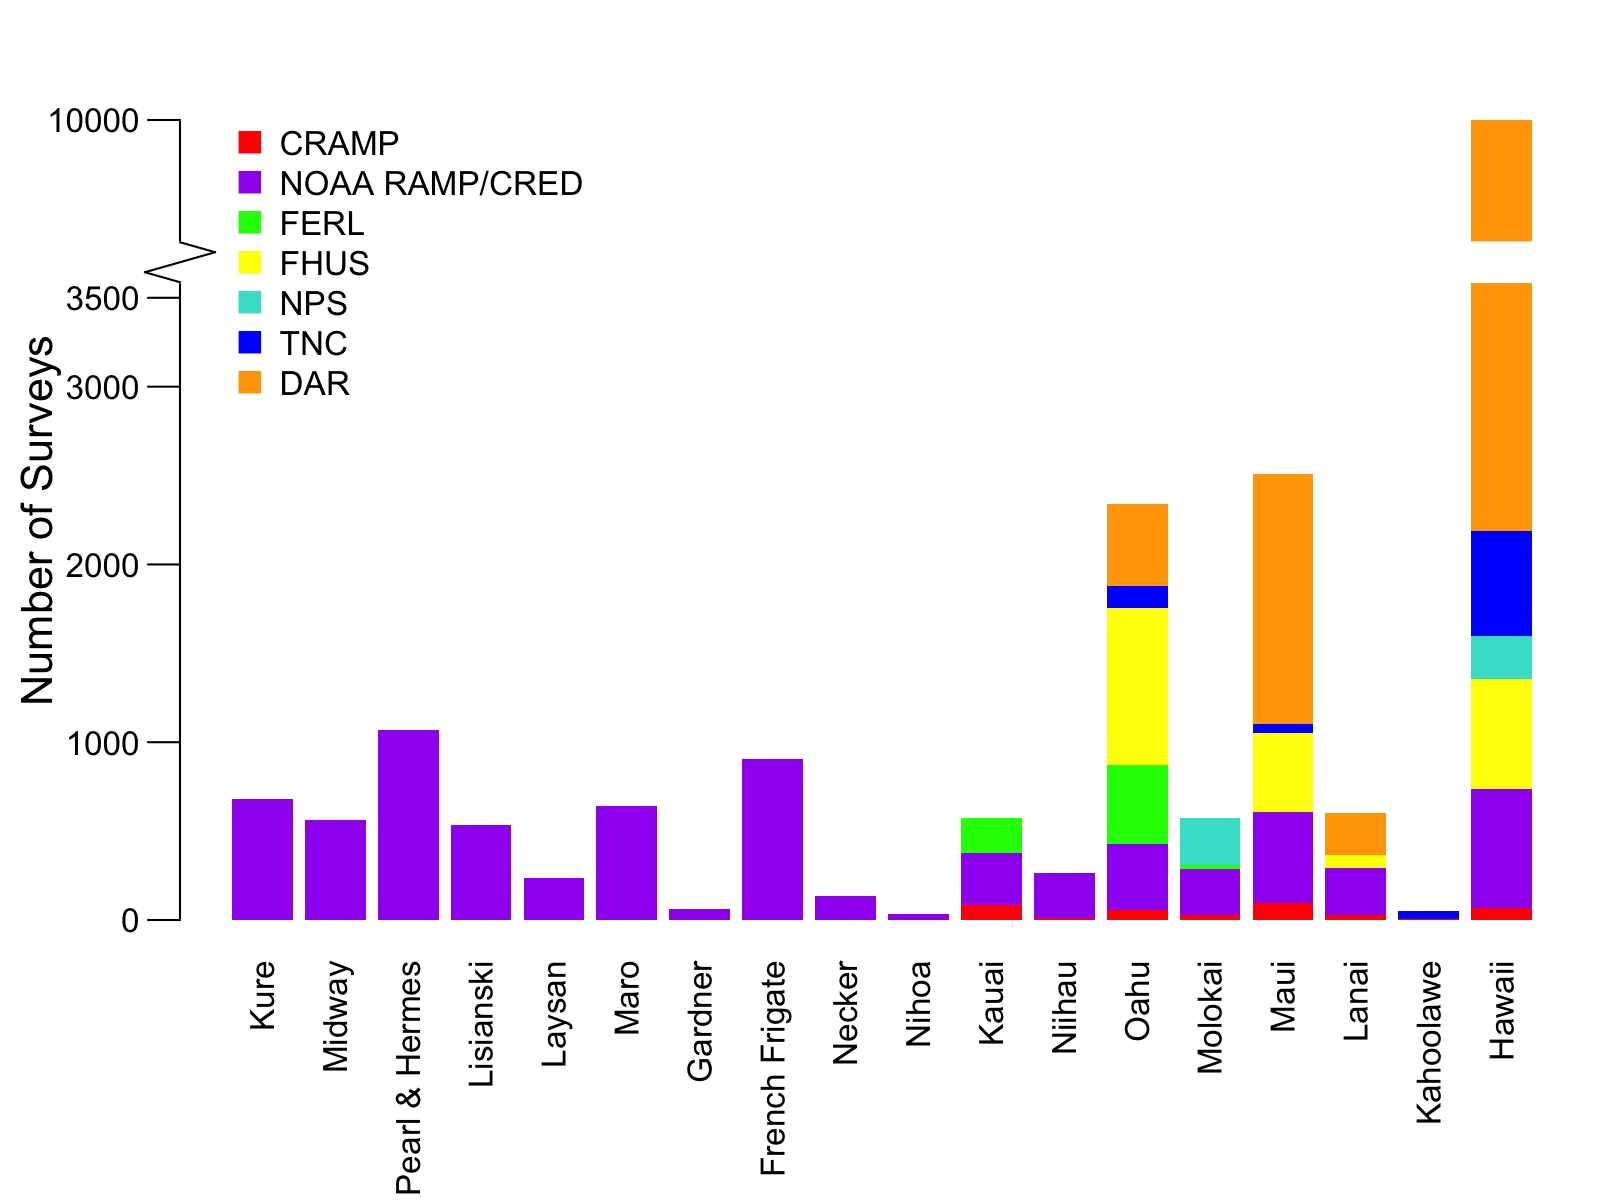 10000
3500
3000
2000
1000
0
Number of Surveys
CRAMP
NOAA RAMP/CRED
FERL
FHUS
NPS
TNC
DAR
Kure
Midway
Pearl & Hermes
Lisianski
Laysan
Maro
Gardner
French Frigate
Necker
Nihoa
Kauai
Niihau
Oahu
Molokai
Maui
Lanai
Kahoolawe
Hawaii